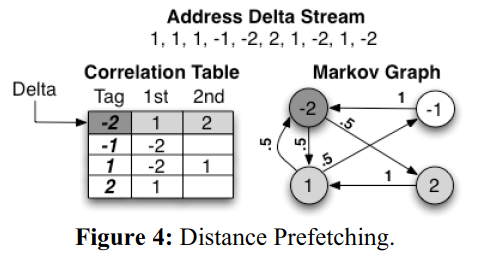 Address Delta Stream
1, 1, 1, -1, -2, 2, 1, -2, 1, -2
Correlation Table
Delta
Tag 1st 2nd
-2 1 2
-1 -2
1 -2 1
2 1
Markov Graph
-2 1 -1
.5 .5 .5
.5
1 1 2
Figure 4: Distance Prefetching.